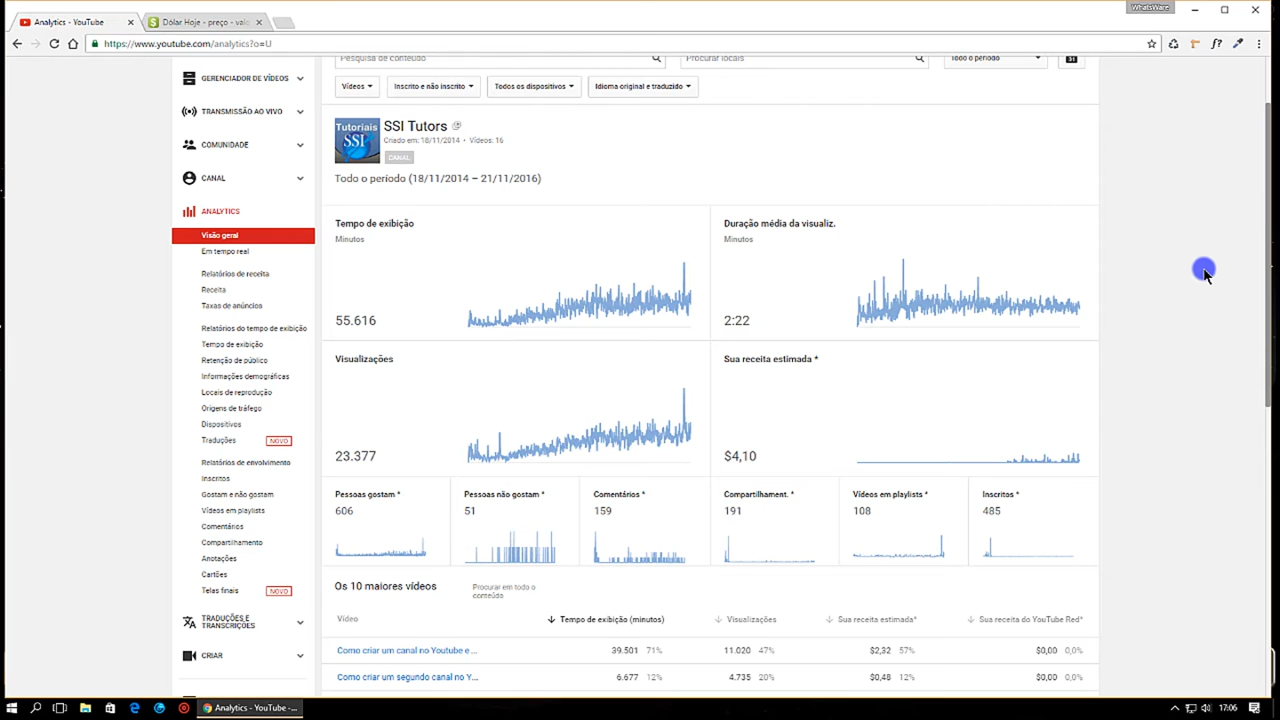 WhatsWare
Analytics - YouTube
Dólar Hoje - preço - valo
https://www.youtube.com/analytics?o=U
Pesquisa de conteúdo
Procurar locais
Todo o período
31
Vídeos
Inscrito e não inscrito
Todos os dispositivos
Idioma original e traduzido
GERENCIADOR DE VÍDEOS
TRANSMISSÃO AO VIVO
COMUNIDADE
CANAL
ANALYTICS
Visão geral
Em tempo real
Relatórios de receita
Receita
Taxas de anúncios
Relatórios do tempo de exibição
Tempo de exibição
Retenção de público
Informações demográficas
Locais de reprodução
Origens de tráfego
Dispositivos
Traduções NOVO
Relatórios de envolvimento
Inscritos
Gostam e não gostam
Vídeos em playlists
Comentários
Compartilhamento
Anotações
Cartões
Telas finais NOVO
TRADUÇÕES E
TRANSCRIÇÕES
CRIAR
Tutoriais
SSI
SSI Tutors
Criado em: 18/11/2014 • Vídeos: 16
CANAL
Todo o período (18/11/2014 – 21/11/2016)
Tempo de exibição
Minutos
55.616
Duração média da visualiz.
Minutos
2:22
Visualizações
23.377
Sua receita estimada *
$4,10
Pessoas gostam *
606
Pessoas não gostam *
51
Comentários *
159
Compartilhament. *
191
Vídeos em playlists *
108
Inscritos *
485
Os 10 maiores vídeos
Procurar em todo o
conteúdo
Vídeo Tempo de exibição (minutos) Visualizações Sua receita estimada* Sua receita do YouTube Red*
Como criar um canal no Youtube e... 39.501 71% 11.020 47% $2,32 57% $0,00 0,0%
Como criar um segundo canal no Y... 6.677 12% 4.735 20% $0,48 12% $0,00 0,0%
Analytics - YouTube -...
17:06